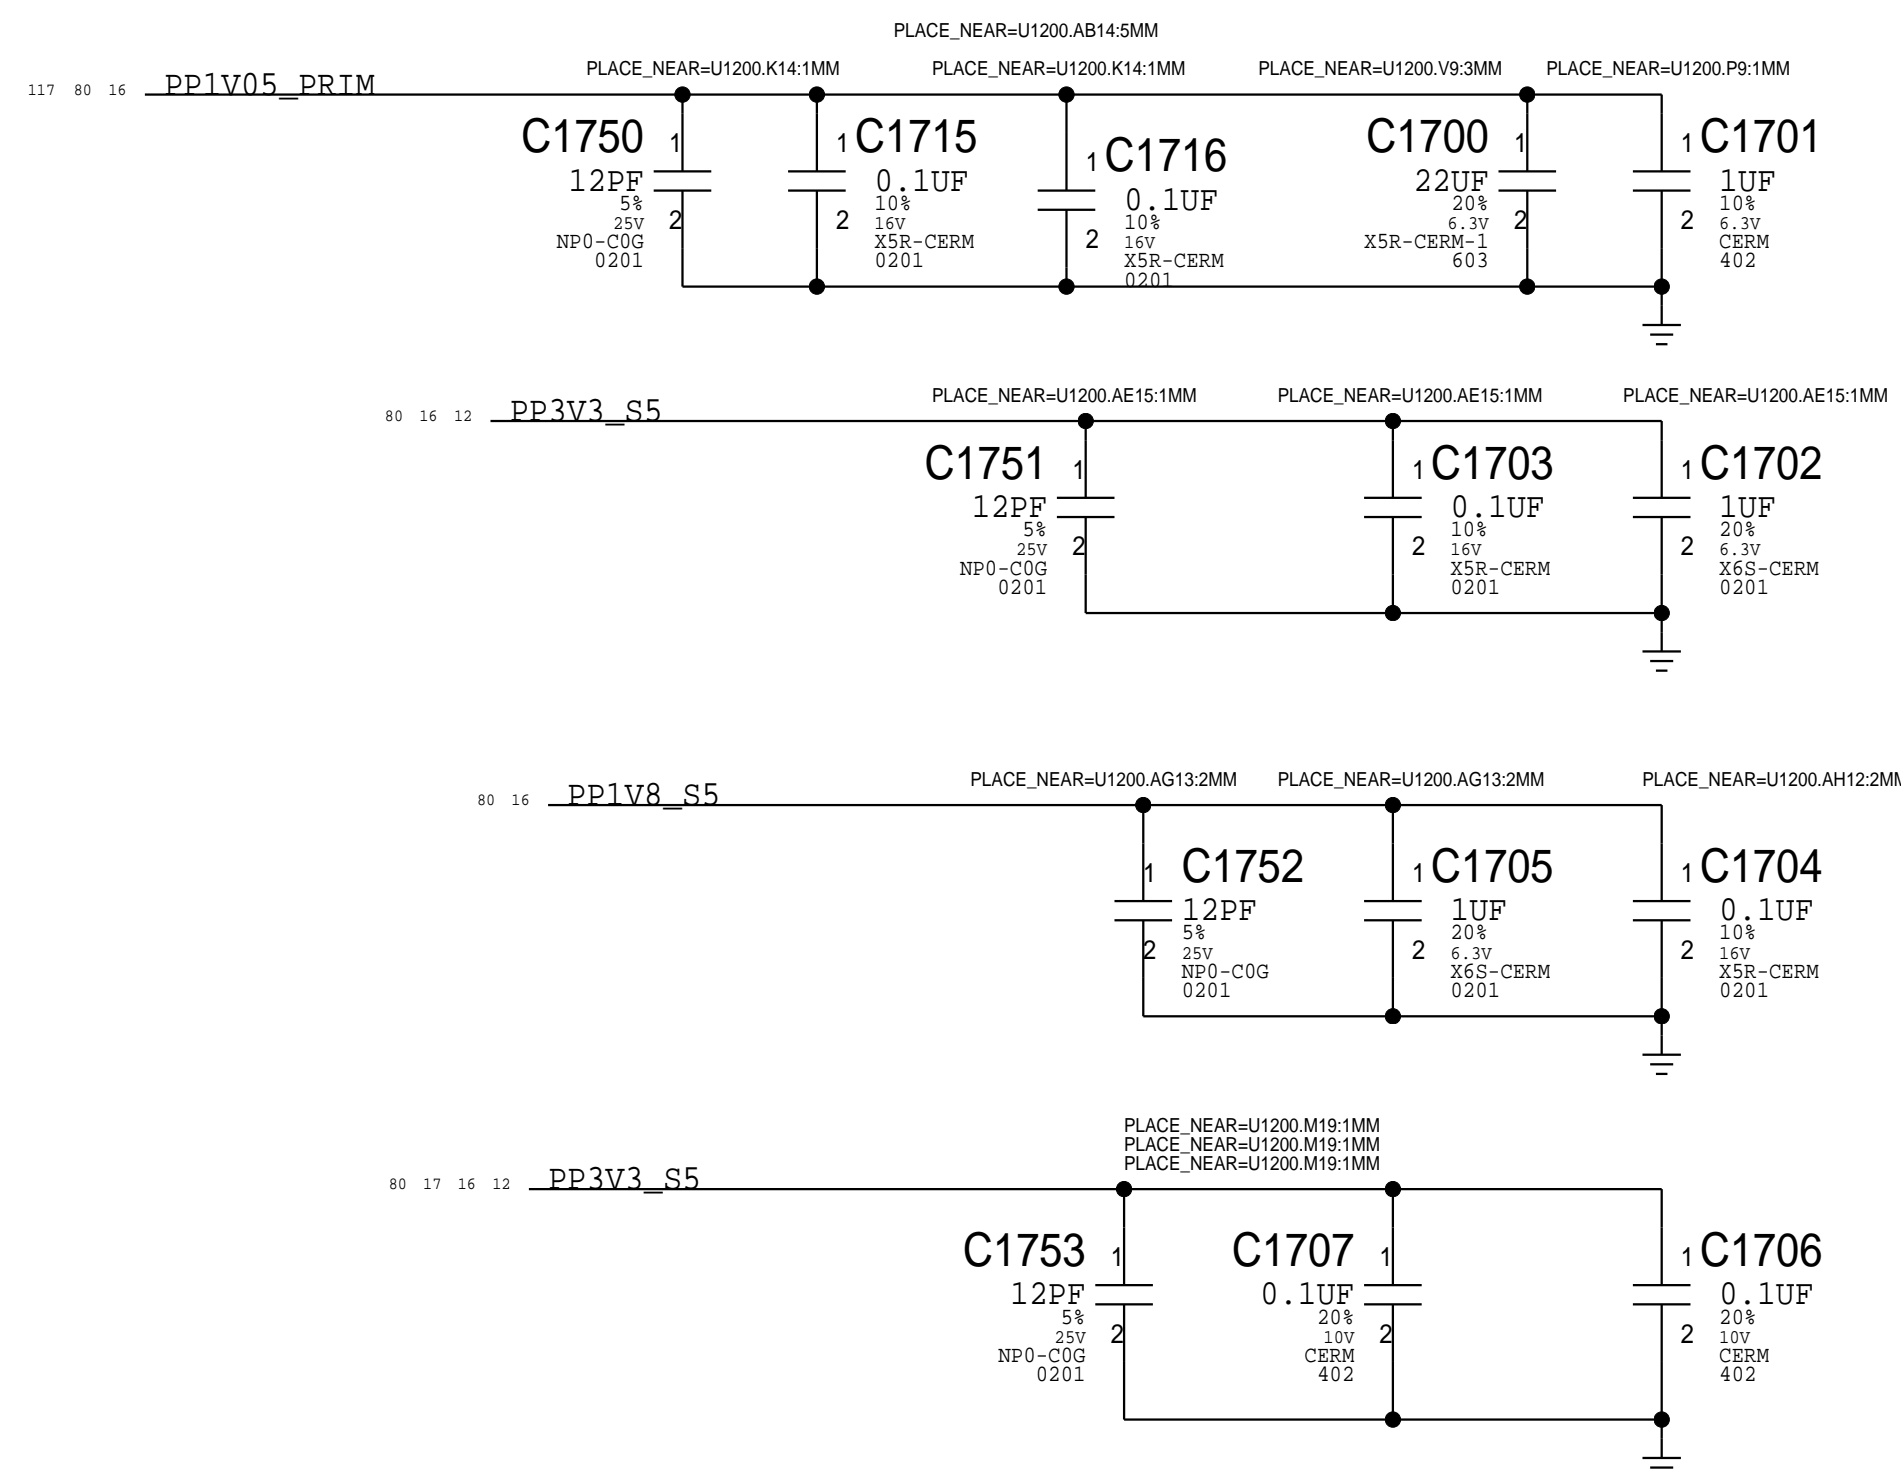 PLACE_NEAR=U1200.AB14:5MM
PLACE_NEAR=U1200.K14:1MM PLACE_NEAR=U1200.K14:1MM PLACE_NEAR=U1200.V9:3MM PLACE_NEAR=U1200.P9:1MM
117 80 16 PP1V05_PRIM
C1750 1
12PF
5%
25V
2
NP0-C0G
0201
1 C1715
0.1UF
10%
16V
2
X5R-CERM
0201
1 C1716
0.1UF
10%
16V
2
X5R-CERM
0201
C1700 1
22UF
20%
6.3V
2
X5R-CERM-1
603
1 C1701
1UF
10%
6.3V
2
CERM
402
PLACE_NEAR=U1200.AE15:1MM PLACE_NEAR=U1200.AE15:1MM PLACE_NEAR=U1200.AE15:1MM
80 16 12 PP3V3_S5
C1751 1
12PF
5%
25V
2
NP0-C0G
0201
1 C1703
0.1UF
10%
16V
2
X5R-CERM
0201
1 C1702
1UF
20%
6.3V
2
X6S-CERM
0201
PLACE_NEAR=U1200.AG13:2MM PLACE_NEAR=U1200.AG13:2MM PLACE_NEAR=U1200.AH12:2MM
80 16 PP1V8_S5
1 C1752
12PF
5%
25V
2
NP0-C0G
0201
1 C1705
1UF
20%
6.3V
2
X6S-CERM
0201
1 C1704
0.1UF
10%
16V
2
X5R-CERM
0201
PLACE_NEAR=U1200.M19:1MM
PLACE_NEAR=U1200.M19:1MM
PLACE_NEAR=U1200.M19:1MM
80 17 16 12 PP3V3_S5
C1753 1
12PF
5%
25V
2
NP0-C0G
0201
C1707 1
0.1UF
20%
10V
2
CERM
402
1 C1706
0.1UF
20%
10V
2
CERM
402